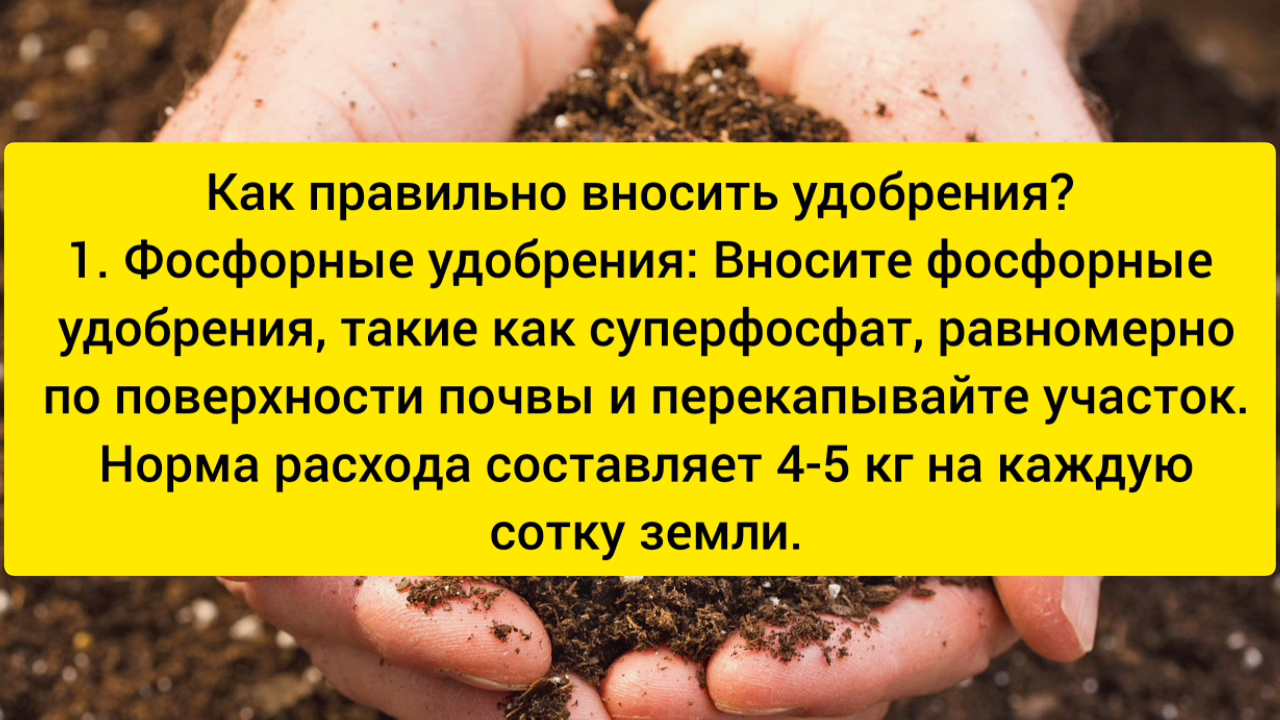 Как правильно вносить удобрения?
1. Фосфорные удобрения: Вносите фосфорные
удобрения, такие как суперфосфат, равномерно
по поверхности почвы и перекапывайте участок.
Норма расхода составляет 4-5 кг на каждую
сотку земли.